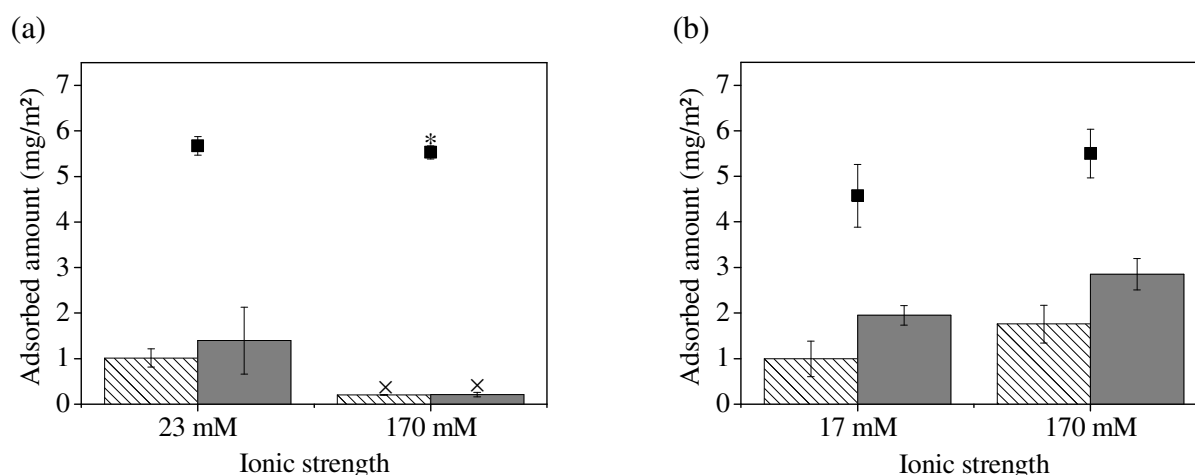 (a)
Adsorbed amount (mg/m²)
7
6
5
4
3
2
1
0
*
×
×
23 mM
170 mM
Ionic strength
(b)
Adsorbed amount (mg/m²)
7
6
5
4
3
2
1
0
17 mM
170 mM
Ionic strength